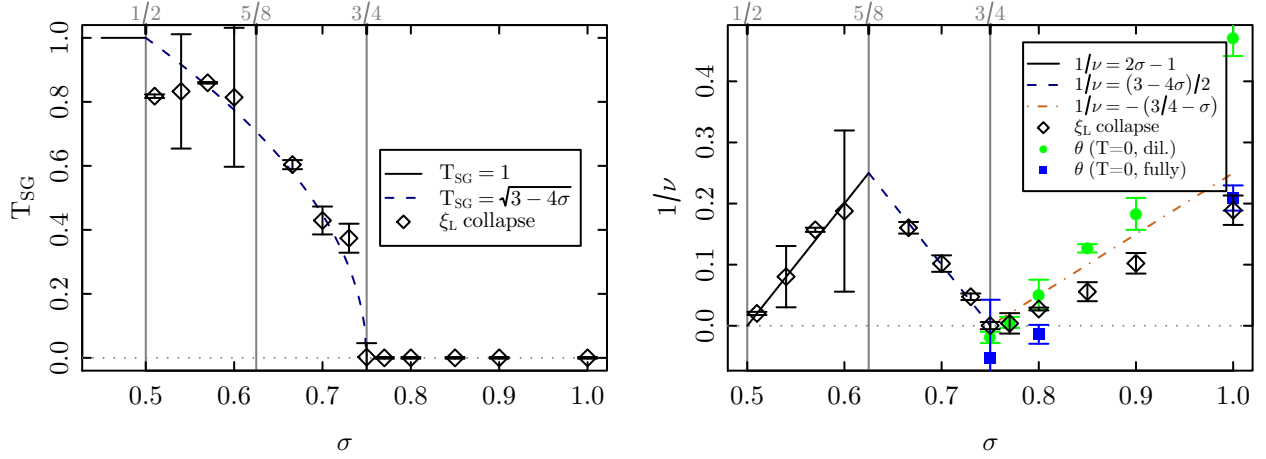 1/2 5/8 3/4
1.0
0.8
0.6
0.4
0.2
0.0
T_SG
T_SG = 1
T_SG = √3 − 4σ
ξ_L collapse
0.5 0.6 0.7 0.8 0.9 1.0
σ
1/2 5/8 3/4
0.4
0.3
0.2
0.1
0.0
1/ν
1/ν = 2σ − 1
1/ν = (3 − 4σ)/2
1/ν = − (3/4 − σ)
ξ_L collapse
θ (T=0, dil.)
θ (T=0, fully)
0.5 0.6 0.7 0.8 0.9 1.0
σ